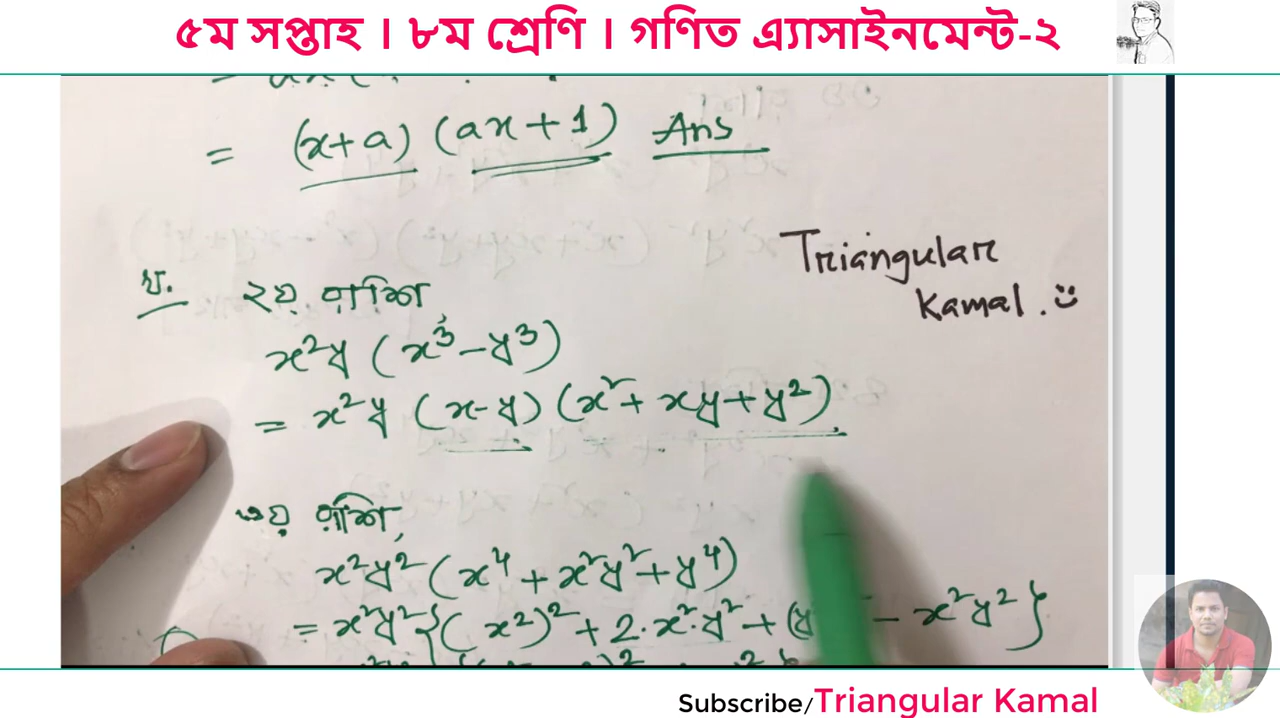 ৫ম সপ্তাহ । ৮ম শ্রেণি । গণিত এ্যাসাইনমেন্ট-২
= (x+a) (ax+1) Ans
Triangular
Kamal.
খ. ২য় রাশি
x²y (x³-y³)
= x²y (x-y) (x²+xy+y²)
৩য় রাশি,
x²y² (x⁴ + x²y² + y⁴)
= x²y² {(x²)² + 2·x²·y² + (y - x²y²}
Subscribe/Triangular Kamal